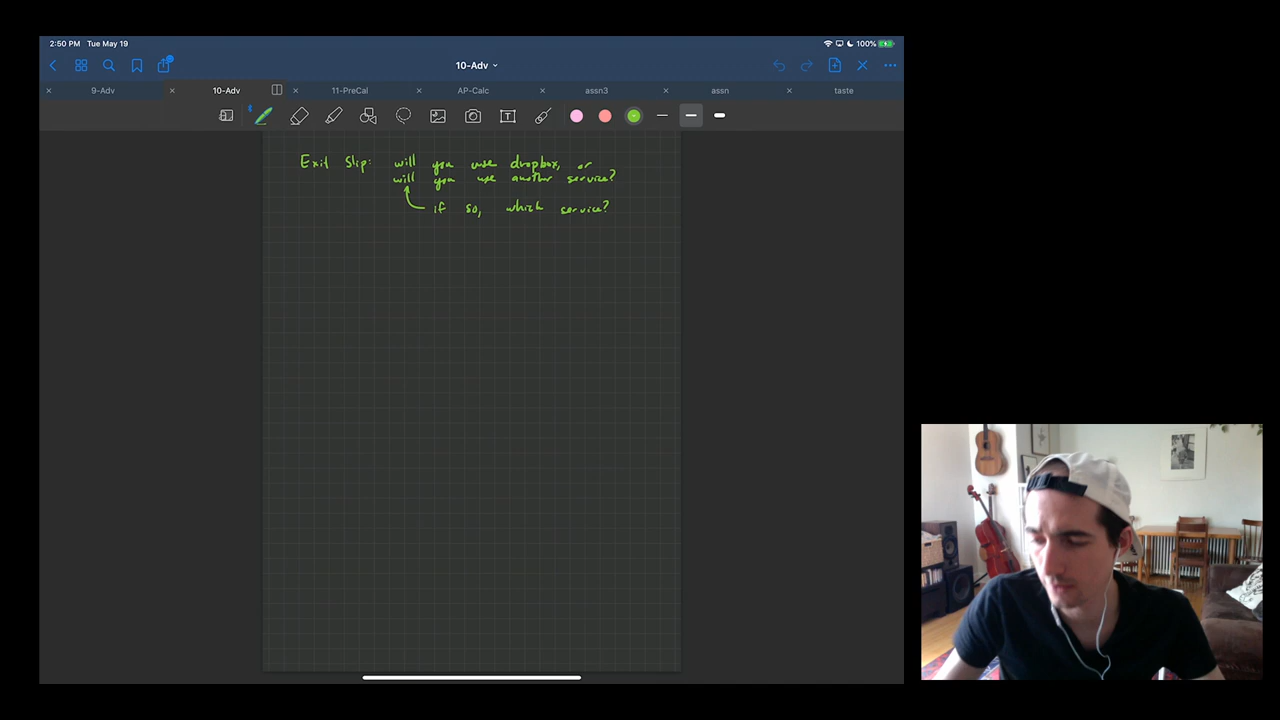 2:50 PM Tue May 19
100%
10-Adv
9-Adv
10-Adv
11-PreCal
AP-Calc
assn3
assn
taste
Exit Slip: will you use dropbox, or
will you use another service?
if so, which service?